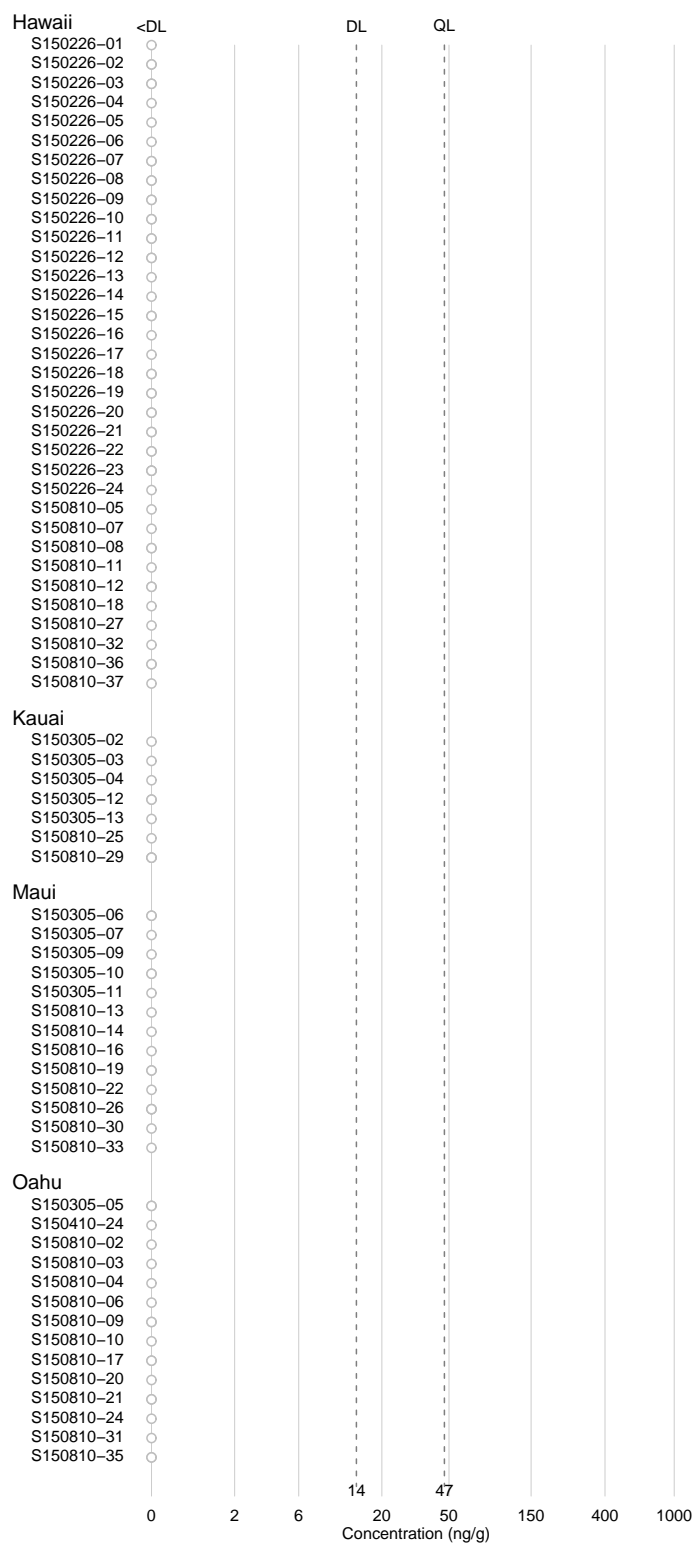 Hawaii <DL DL QL
S150226−01
S150226−02
S150226−03
S150226−04
S150226−05
S150226−06
S150226−07
S150226−08
S150226−09
S150226−10
S150226−11
S150226−12
S150226−13
S150226−14
S150226−15
S150226−16
S150226−17
S150226−18
S150226−19
S150226−20
S150226−21
S150226−22
S150226−23
S150226−24
S150810−05
S150810−07
S150810−08
S150810−11
S150810−12
S150810−18
S150810−27
S150810−32
S150810−36
S150810−37
Kauai
S150305−02
S150305−03
S150305−04
S150305−12
S150305−13
S150810−25
S150810−29
Maui
S150305−06
S150305−07
S150305−09
S150305−10
S150305−11
S150810−13
S150810−14
S150810−16
S150810−19
S150810−22
S150810−26
S150810−30
S150810−33
Oahu
S150305−05
S150410−24
S150810−02
S150810−03
S150810−04
S150810−06
S150810−09
S150810−10
S150810−17
S150810−20
S150810−21
S150810−24
S150810−31
S150810−35
14 47
0 2 6 20 50 150 400 1000
Concentration (ng/g)